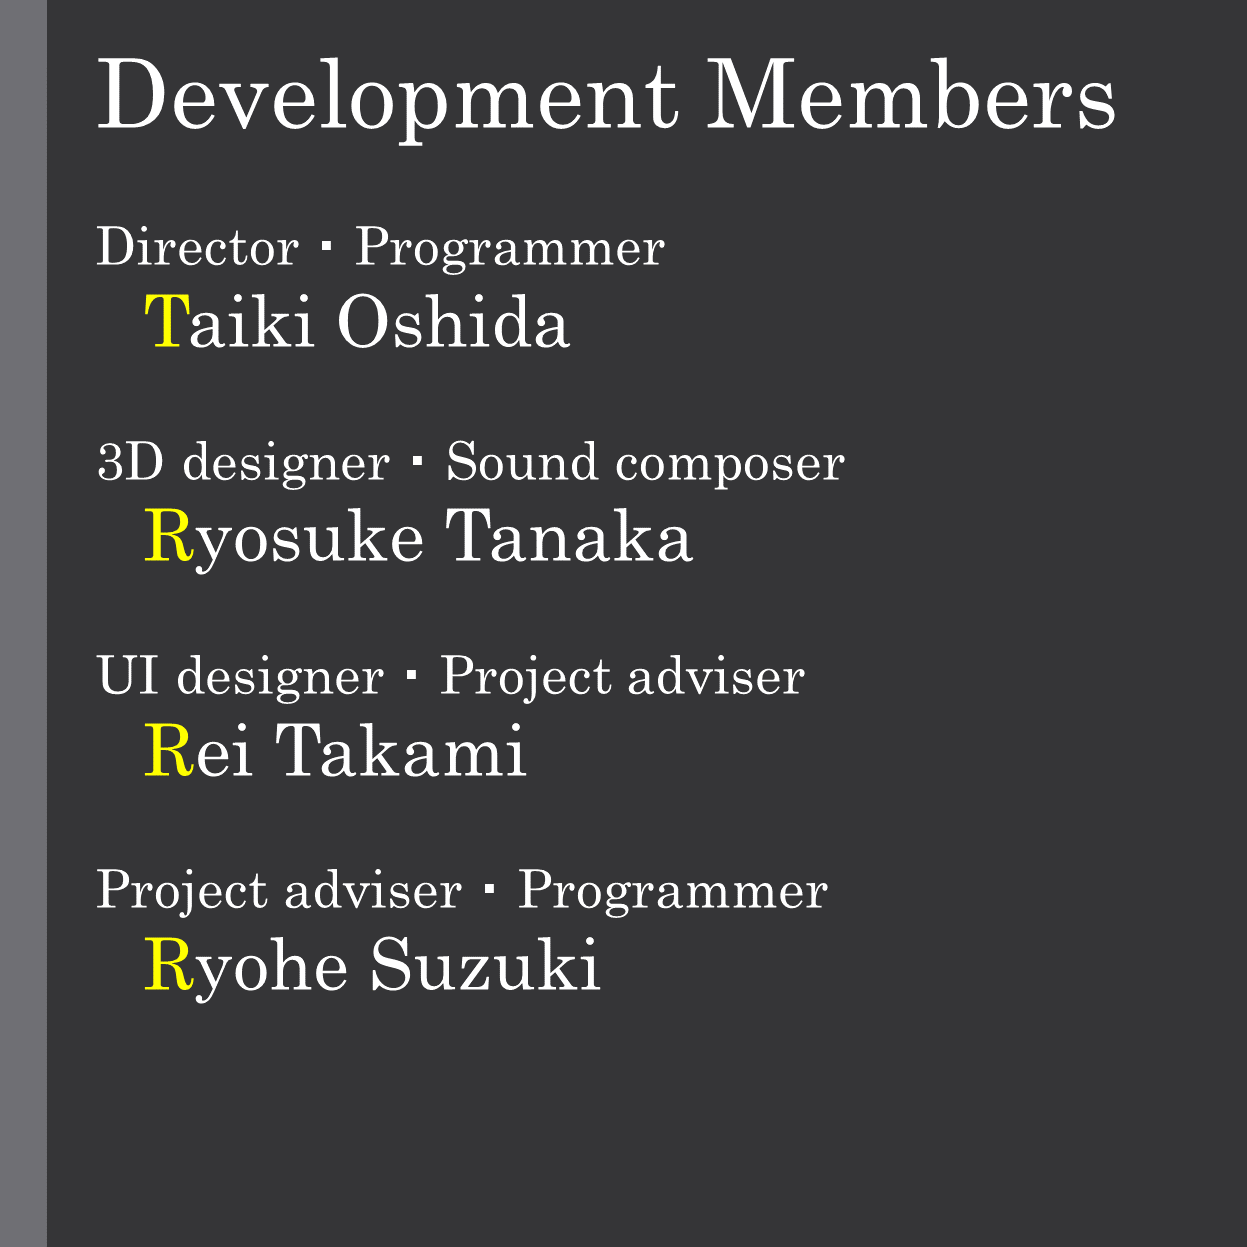 Development Members
Director・Programmer
Taiki Oshida
3D designer・Sound composer
Ryosuke Tanaka
UI designer・Project adviser
Rei Takami
Project adviser・Programmer
Ryohe Suzuki